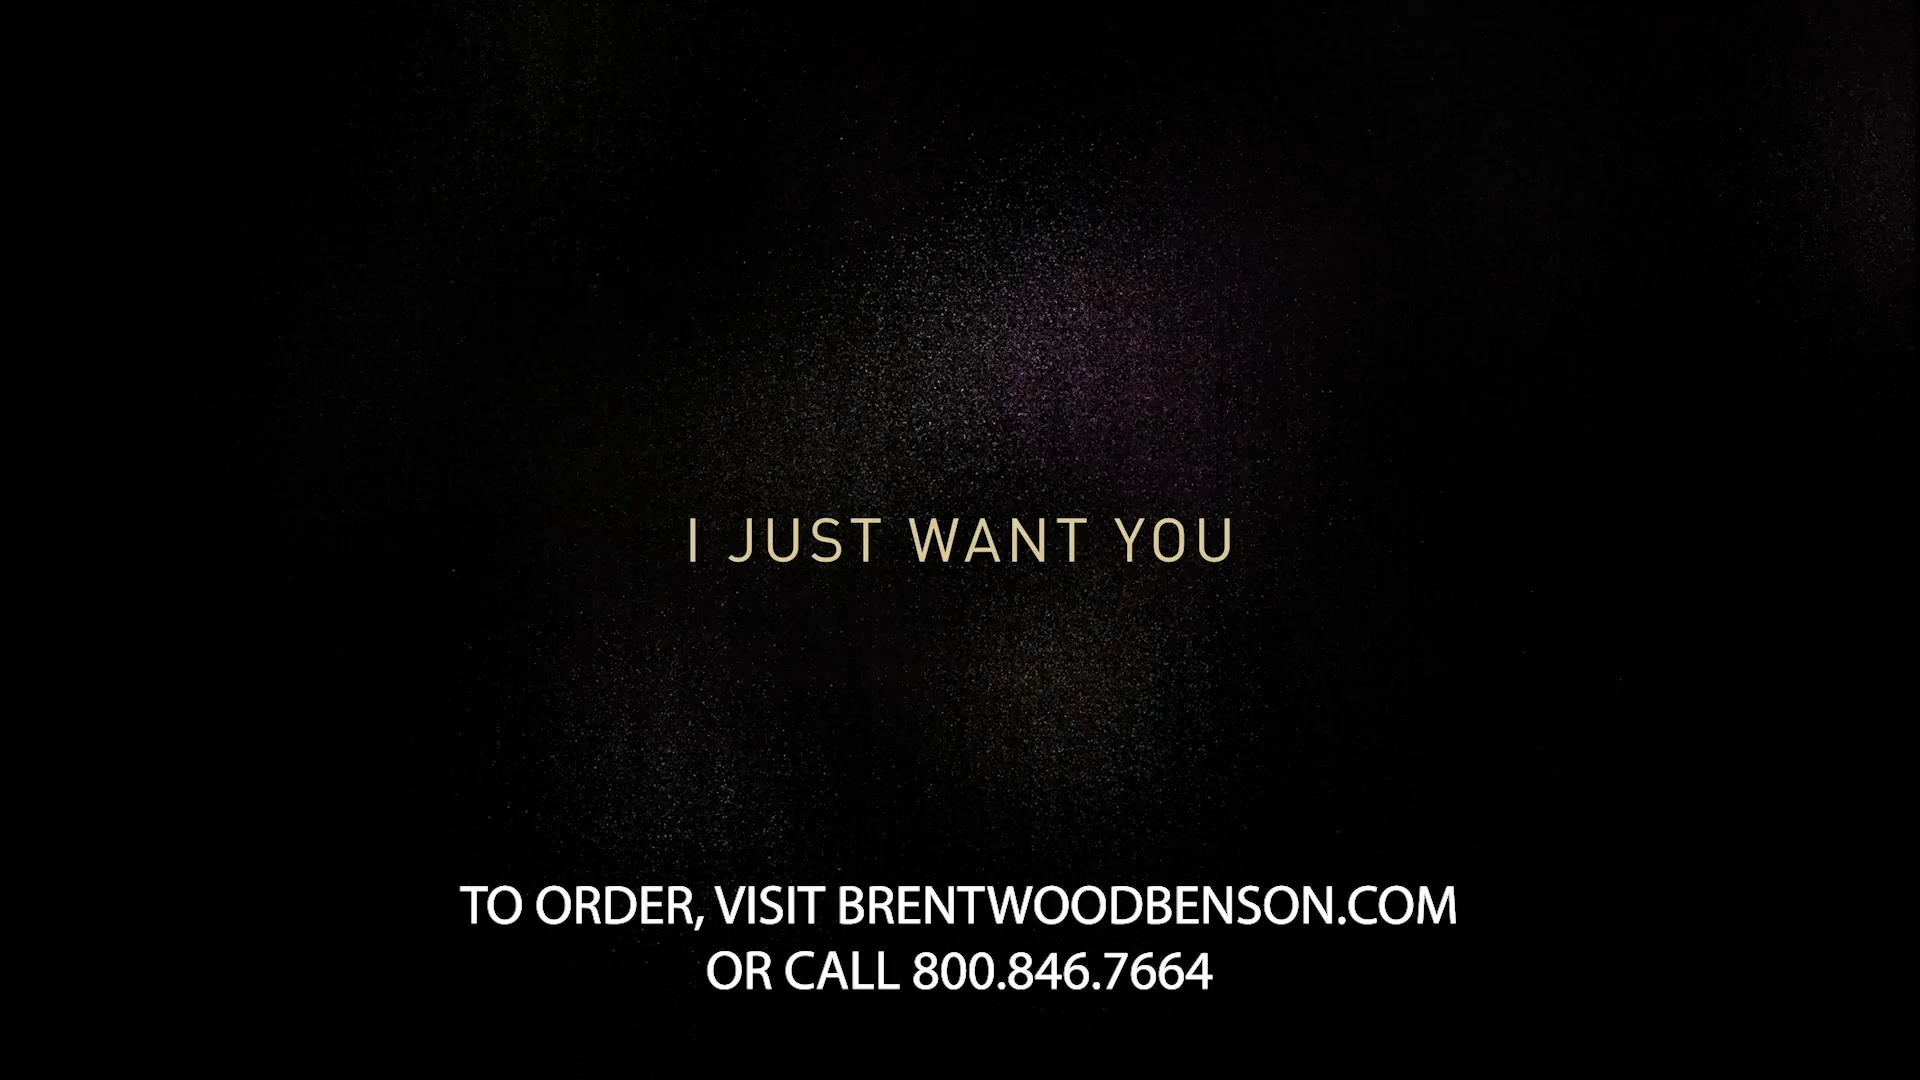 I JUST WANT YOU
TO ORDER, VISIT BRENTWOODBENSON.COM
OR CALL 800.846.7664